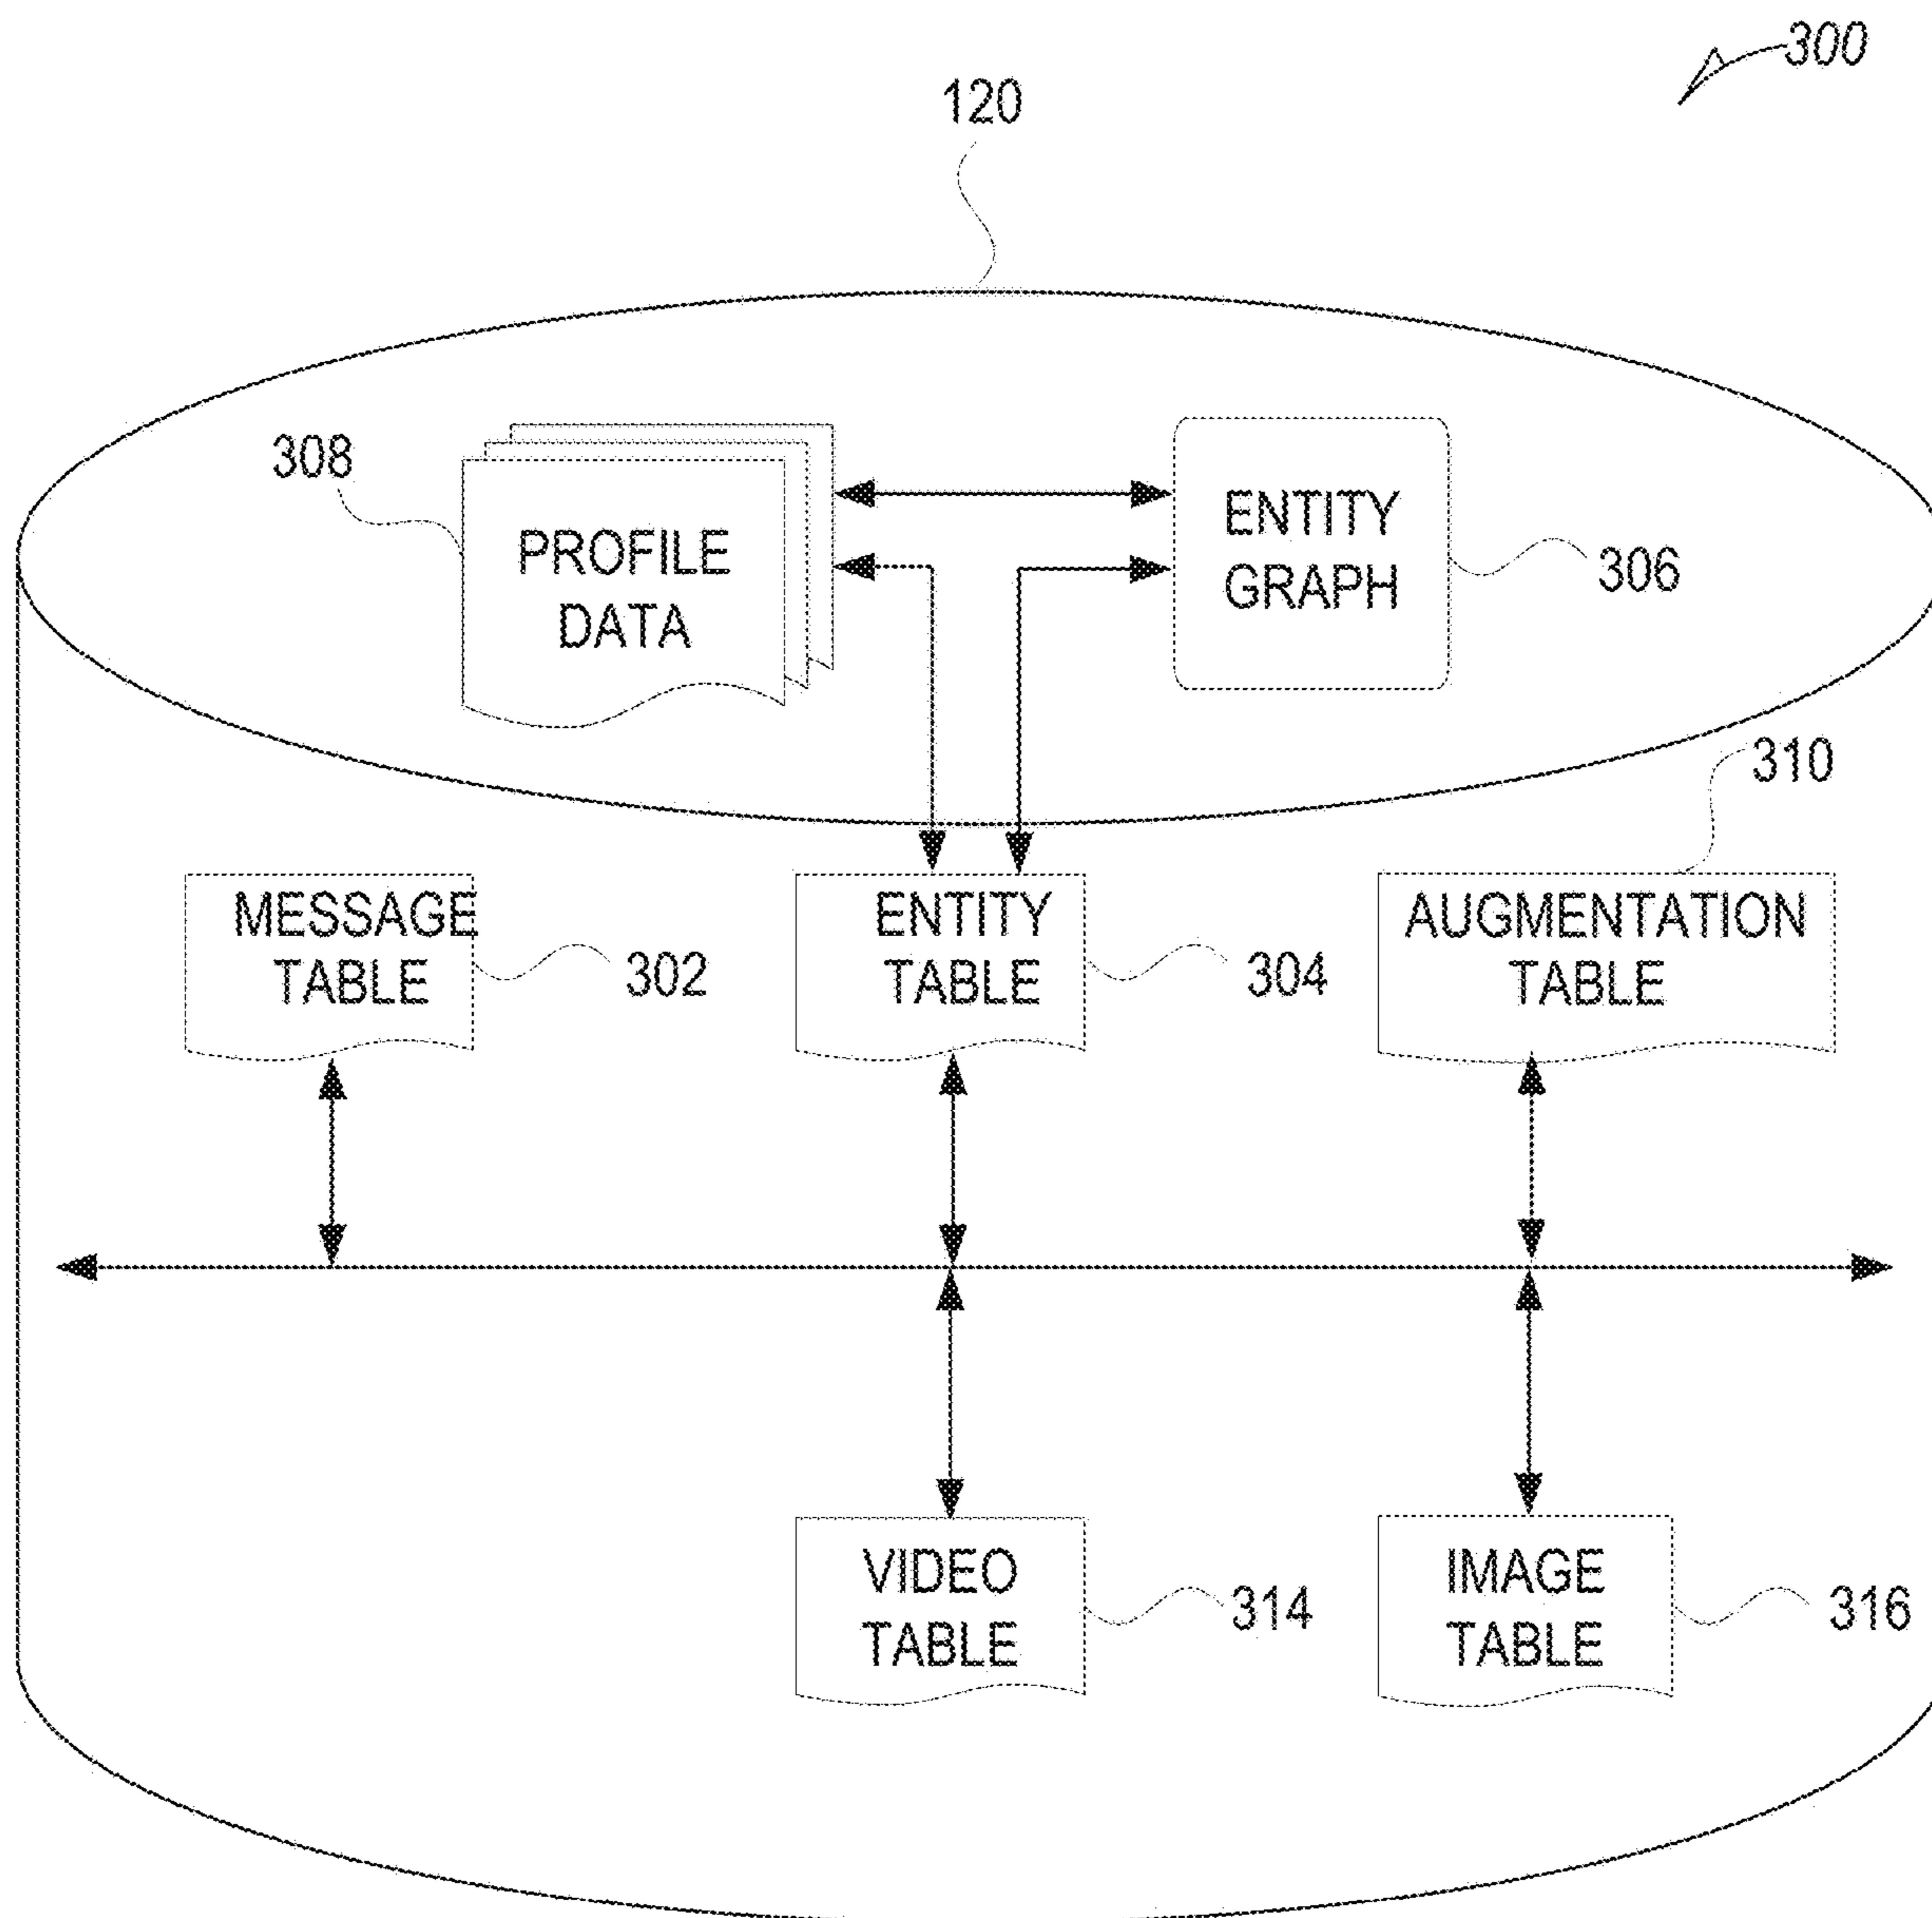 300
120
308
PROFILE
DATA
ENTITY
GRAPH
306
310
MESSAGE
TABLE
302
ENTITY
TABLE
304
AUGMENTATION
TABLE
VIDEO
TABLE
314
IMAGE
TABLE
316